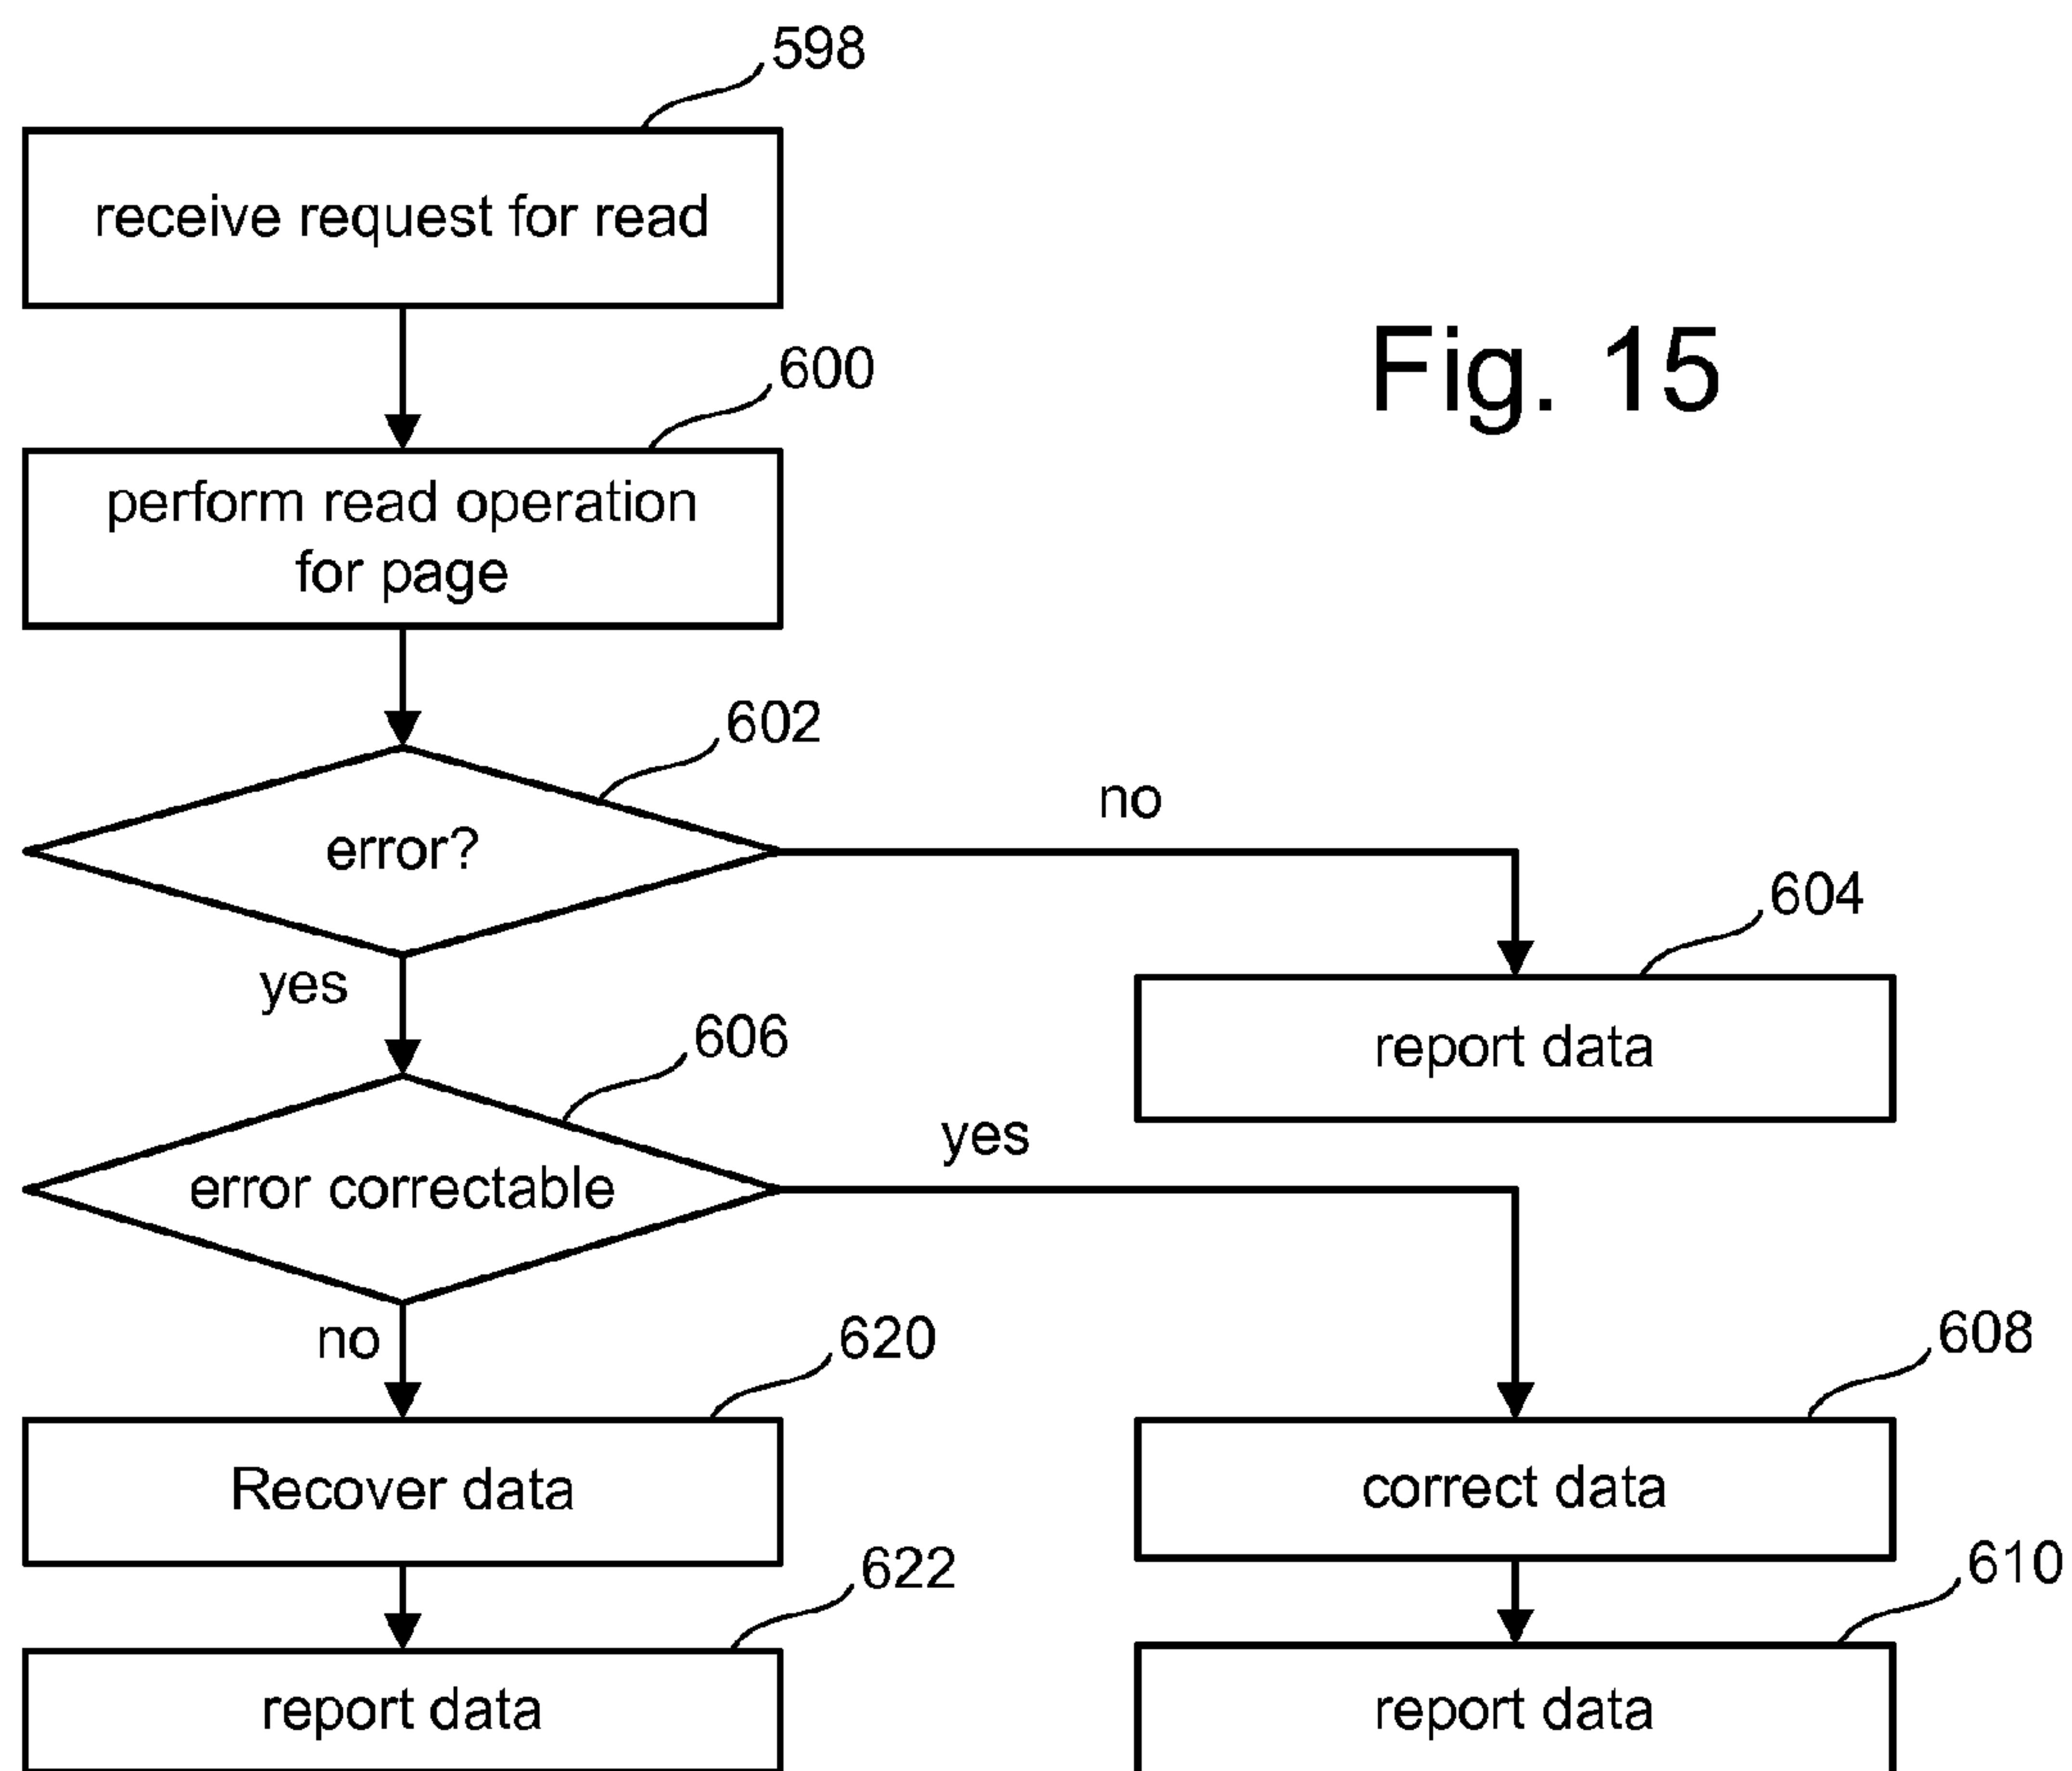 598
receive request for read
Fig. 15
600
perform read operation
for page
602
error?
no
604
report data
yes
606
error correctable
yes
no
620
Recover data
608
correct data
622
report data
610
report data